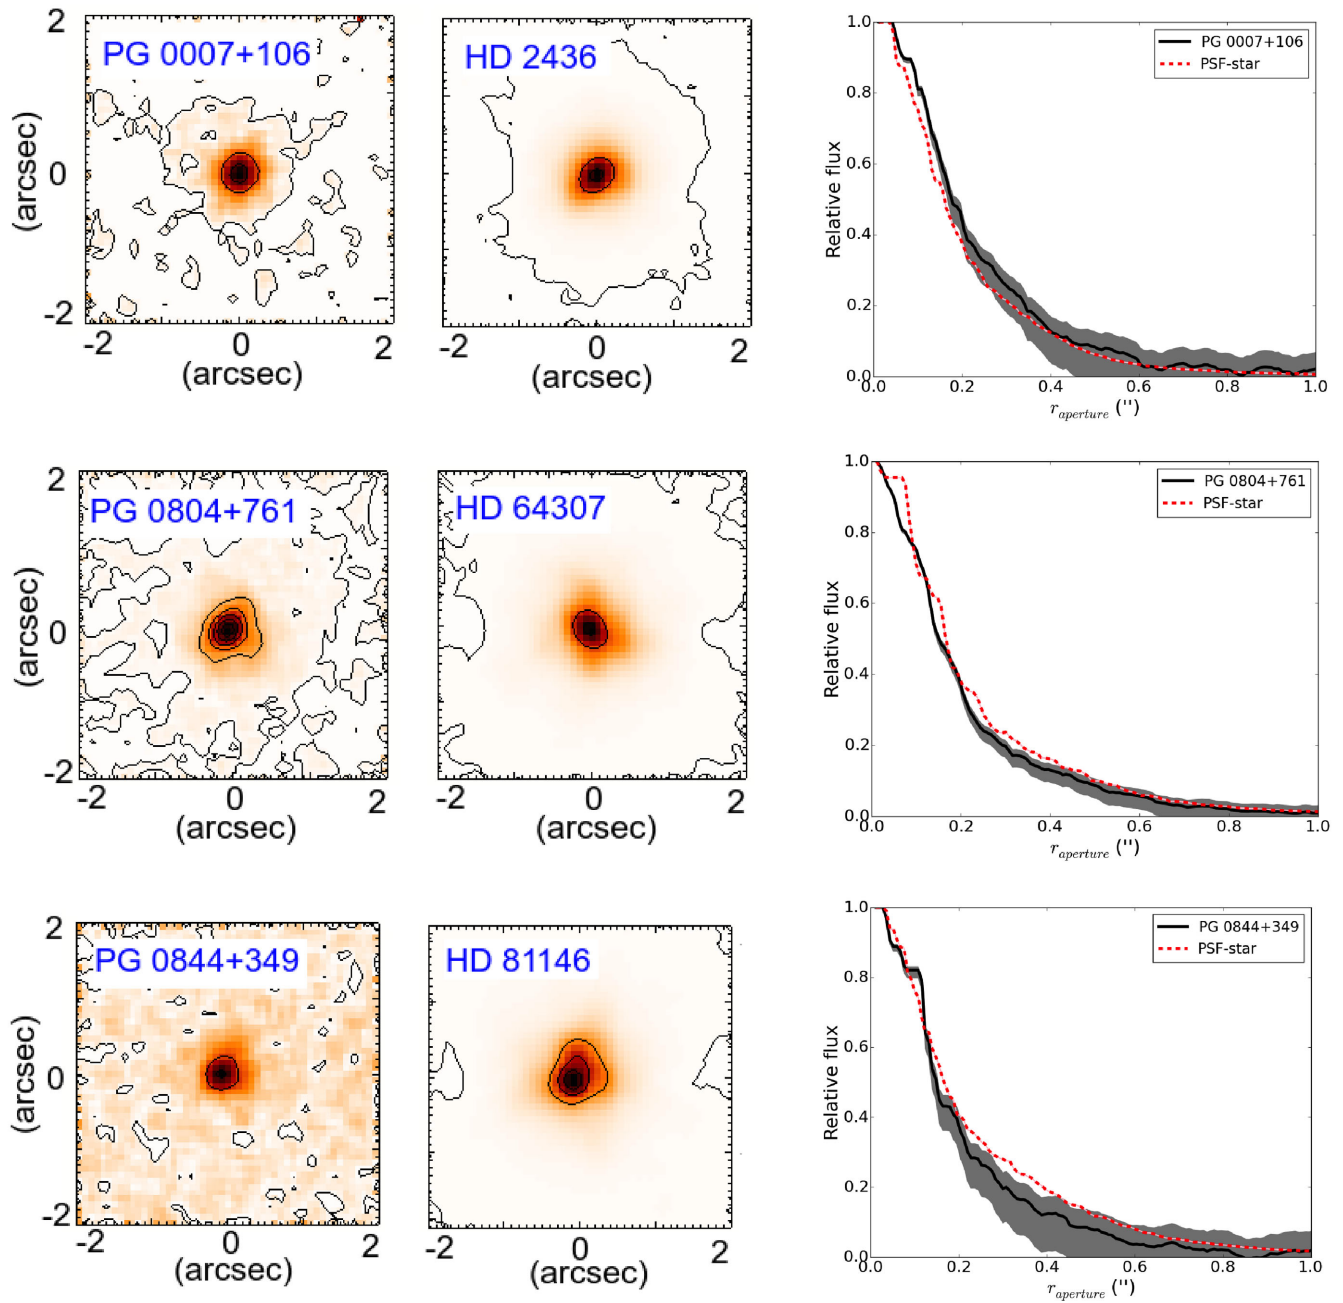 2
PG 0007+106
(arcsec)
0
-2
-2
0
2
(arcsec)
HD 2436
-2
0
2
(arcsec)
1.0
0.8
0.6
0.4
0.2
0.0
Relative flux
PG 0007+106
PSF-star
0.0 0.2 0.4 0.6 0.8 1.0
r_aperture ('')
2
PG 0804+761
(arcsec)
0
-2
-2
0
2
(arcsec)
HD 64307
-2
0
2
(arcsec)
1.0
0.8
0.6
0.4
0.2
0.0
Relative flux
PG 0804+761
PSF-star
0.0 0.2 0.4 0.6 0.8 1.0
r_aperture ('')
2
PG 0844+349
(arcsec)
0
-2
-2
0
2
(arcsec)
HD 81146
-2
0
2
(arcsec)
1.0
0.8
0.6
0.4
0.2
0.0
Relative flux
PG 0844+349
PSF-star
0.0 0.2 0.4 0.6 0.8 1.0
r_aperture ('')